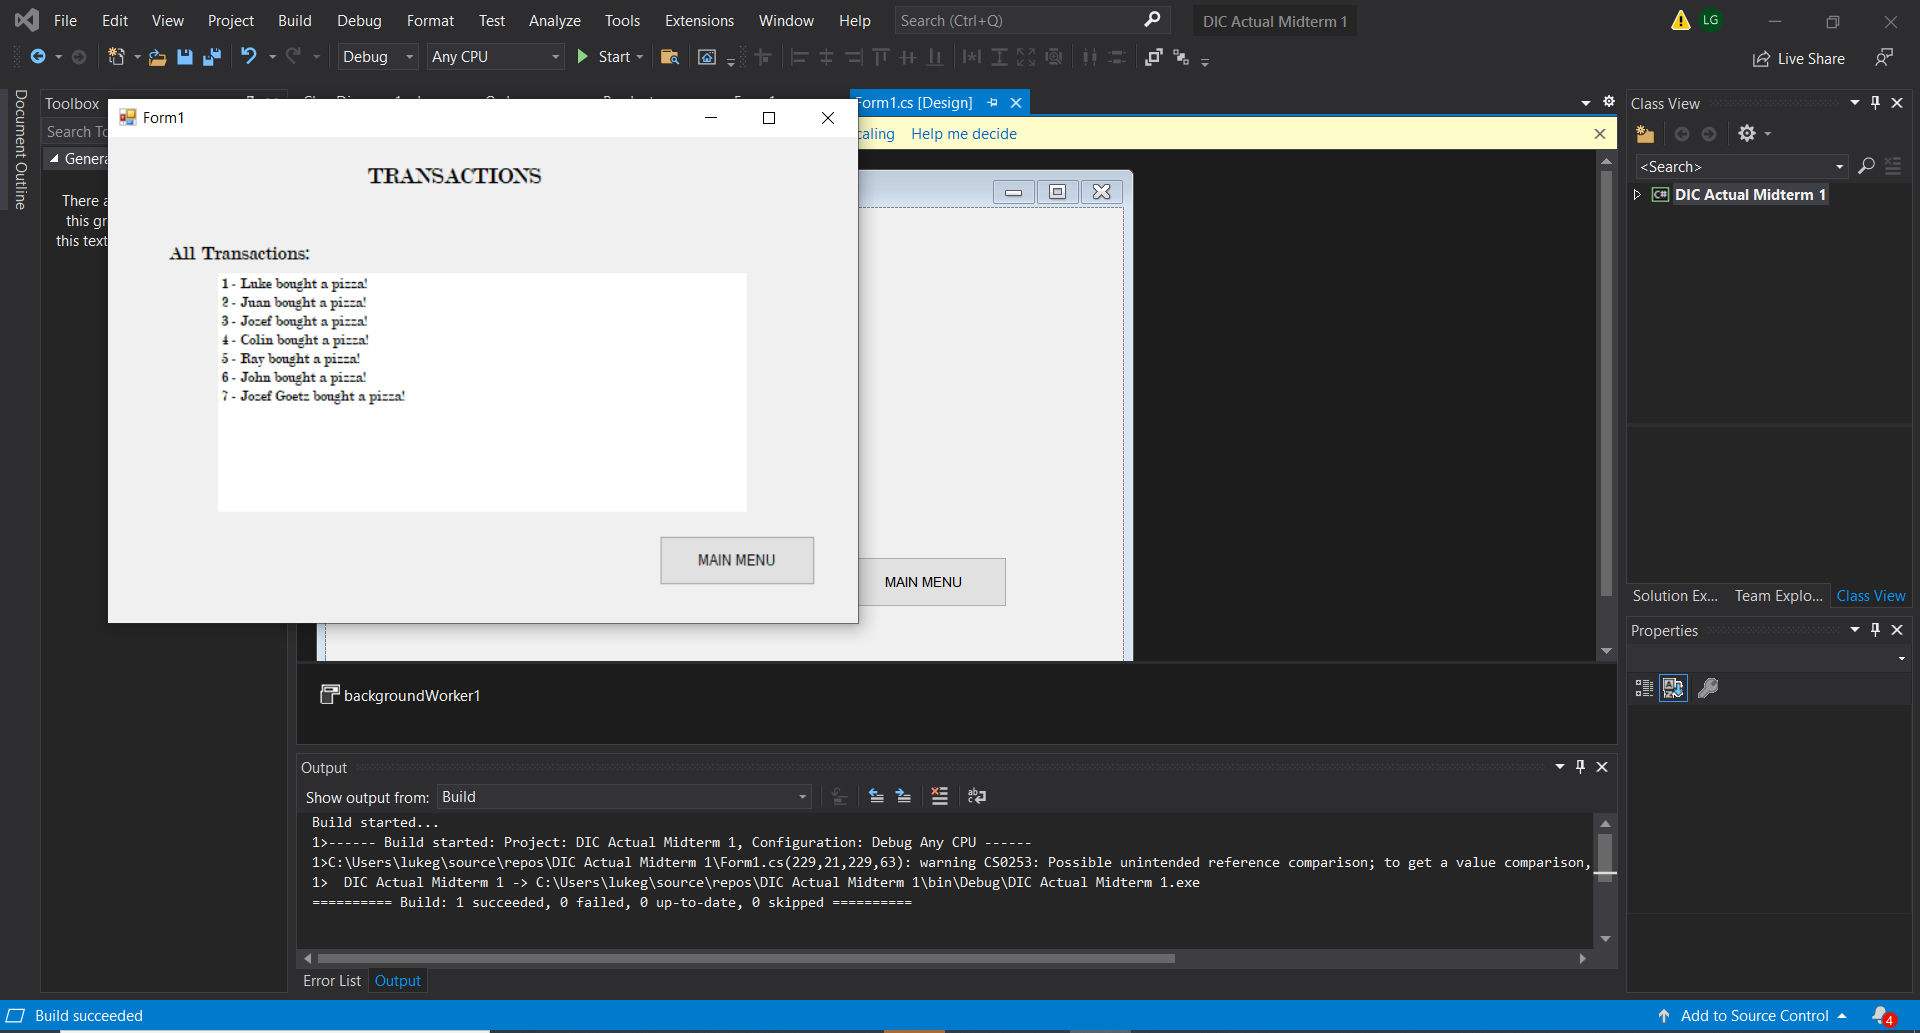 File Edit View Project Build Debug Format Test Analyze Tools Extensions Window Help Search (Ctrl+Q) DIC Actual Midterm 1 LG
Debug Any CPU Start Live Share
Document Outline
Toolbox
Form1.cs [Design]
Class View
Search To
caling Help me decide
Genera
There a
this gr
this text
Form1
TRANSACTIONS
All Transactions:
1 - Luke bought a pizza!
2 - Juan bought a pizza!
3 - Jozef bought a pizza!
4 - Colin bought a pizza!
5 - Ray bought a pizza!
6 - John bought a pizza!
7 - Jozef Goetz bought a pizza!
MAIN MENU
MAIN MENU
<Search>
DIC Actual Midterm 1
Solution Ex... Team Explo... Class View
Properties
backgroundWorker1
Output
Show output from: Build
Build started...
1>------ Build started: Project: DIC Actual Midterm 1, Configuration: Debug Any CPU ------
1>C:\Users\lukeg\source\repos\DIC Actual Midterm 1\Form1.cs(229,21,229,63): warning CS0253: Possible unintended reference comparison; to get a value comparison,
1>  DIC Actual Midterm 1 -> C:\Users\lukeg\source\repos\DIC Actual Midterm 1\bin\Debug\DIC Actual Midterm 1.exe
========== Build: 1 succeeded, 0 failed, 0 up-to-date, 0 skipped ==========
Error List Output
Build succeeded
Add to Source Control 4